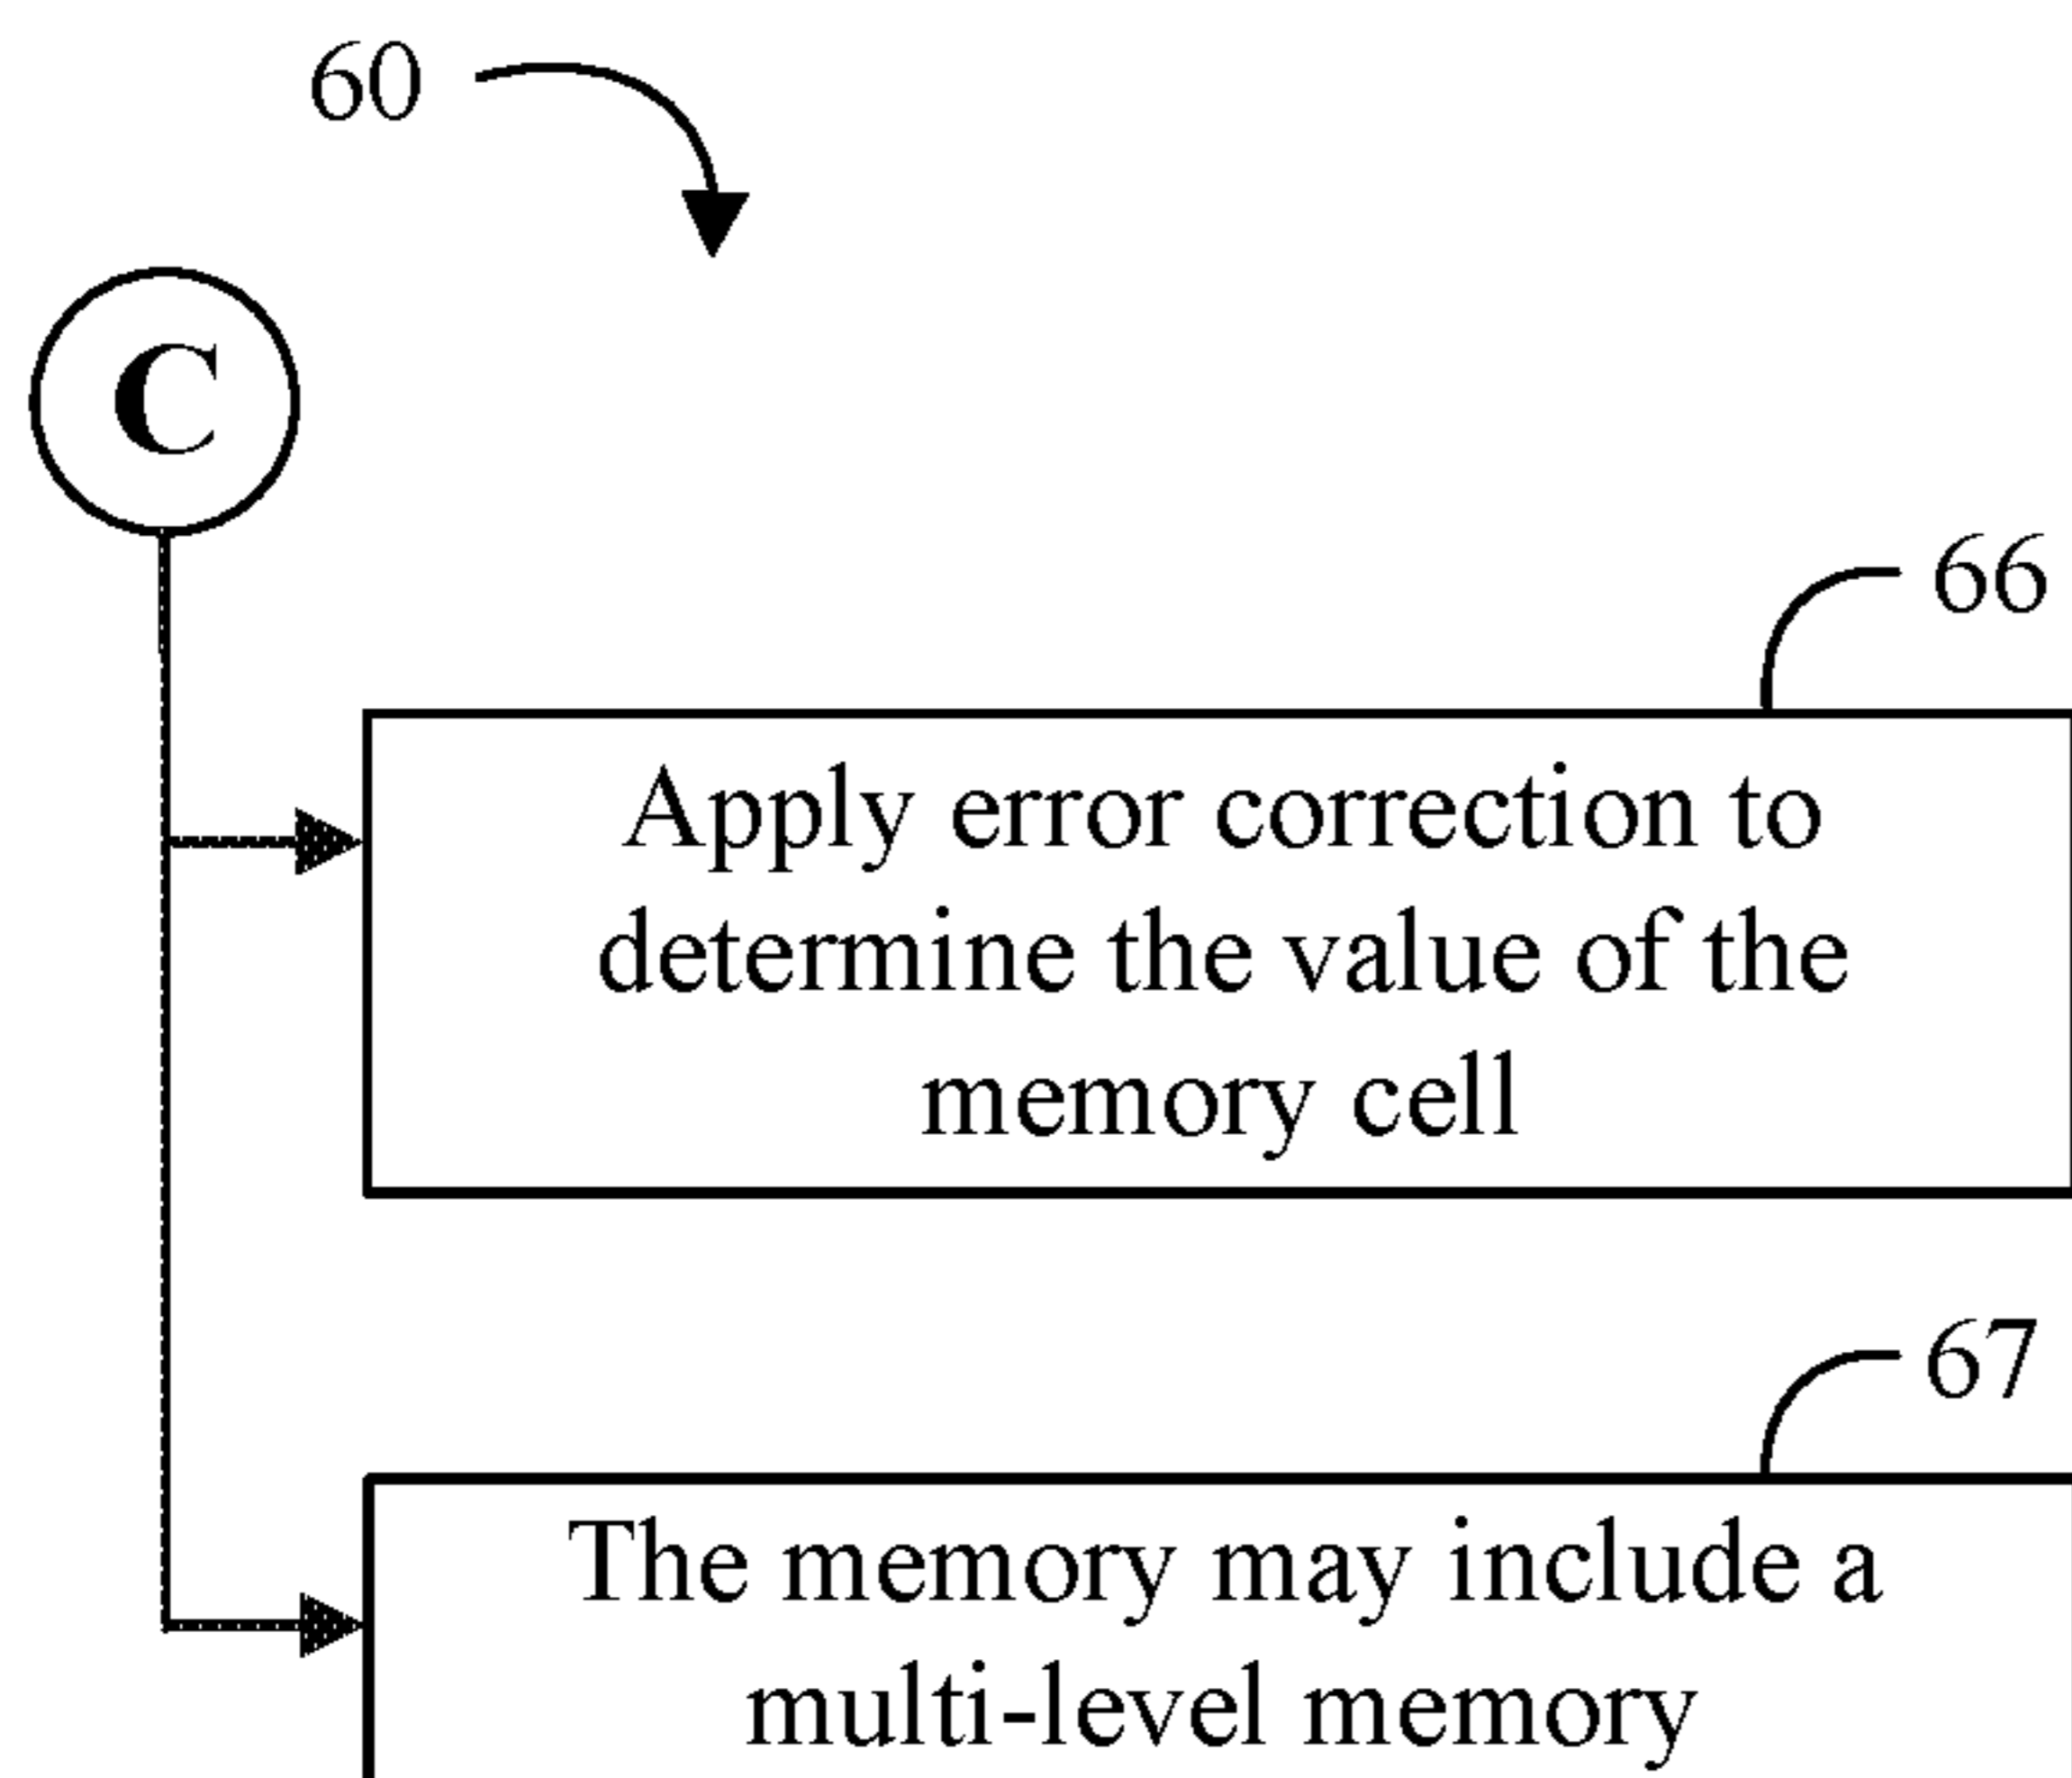 60
C
66
Apply error correction to
determine the value of the
memory cell
67
The memory may include a
multi-level memory